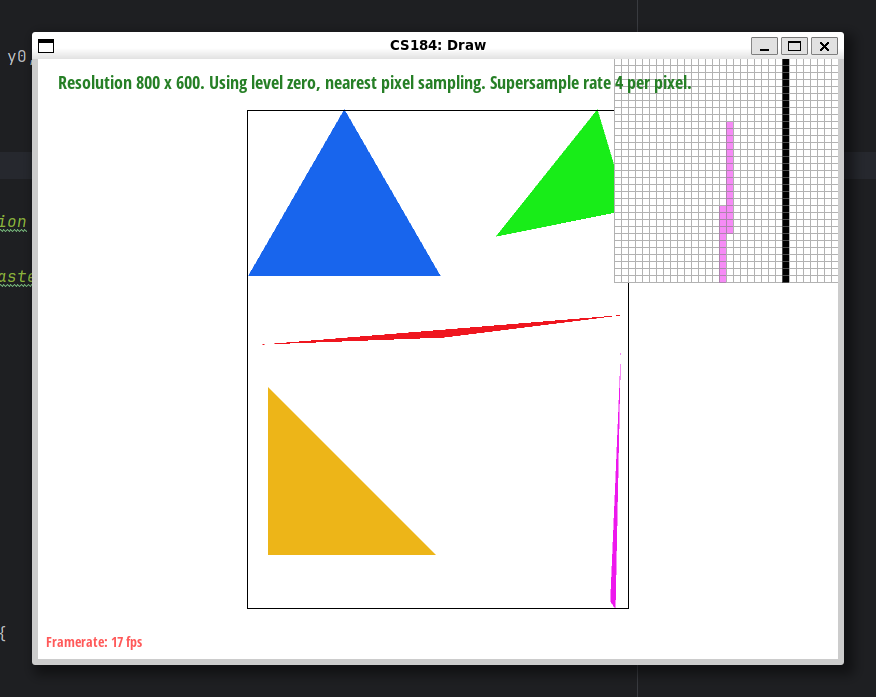 CS184: Draw
y0,
Resolution 800 x 600. Using level zero, nearest pixel sampling. Supersample rate 4 per pixel.
ion
aste
{
Framerate: 17 fps